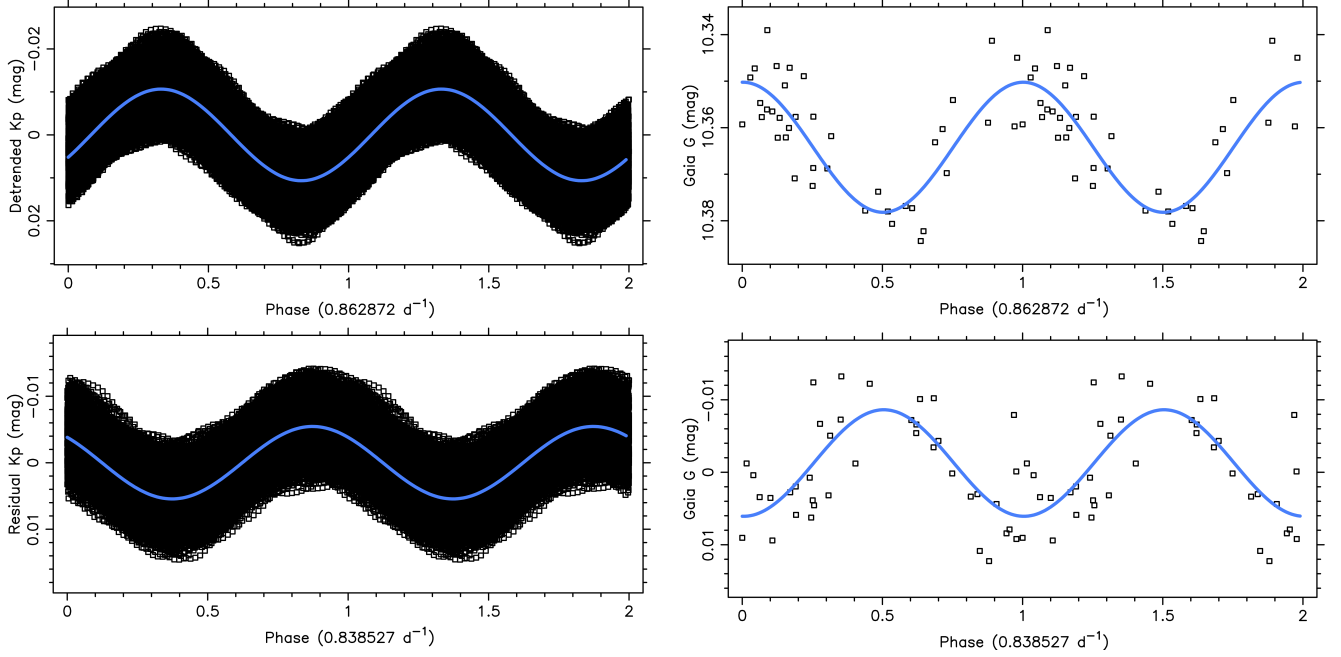 Detrended Kp (mag)
−0.02
0
0.02
0 0.5 1 1.5 2
Phase (0.862872 d−1)
Gaia G (mag)
10.34
10.36
10.38
0 0.5 1 1.5 2
Phase (0.862872 d−1)
Residual Kp (mag)
−0.01
0
0.01
0 0.5 1 1.5 2
Phase (0.838527 d−1)
Gaia G (mag)
−0.01
0
0.01
0 0.5 1 1.5 2
Phase (0.838527 d−1)